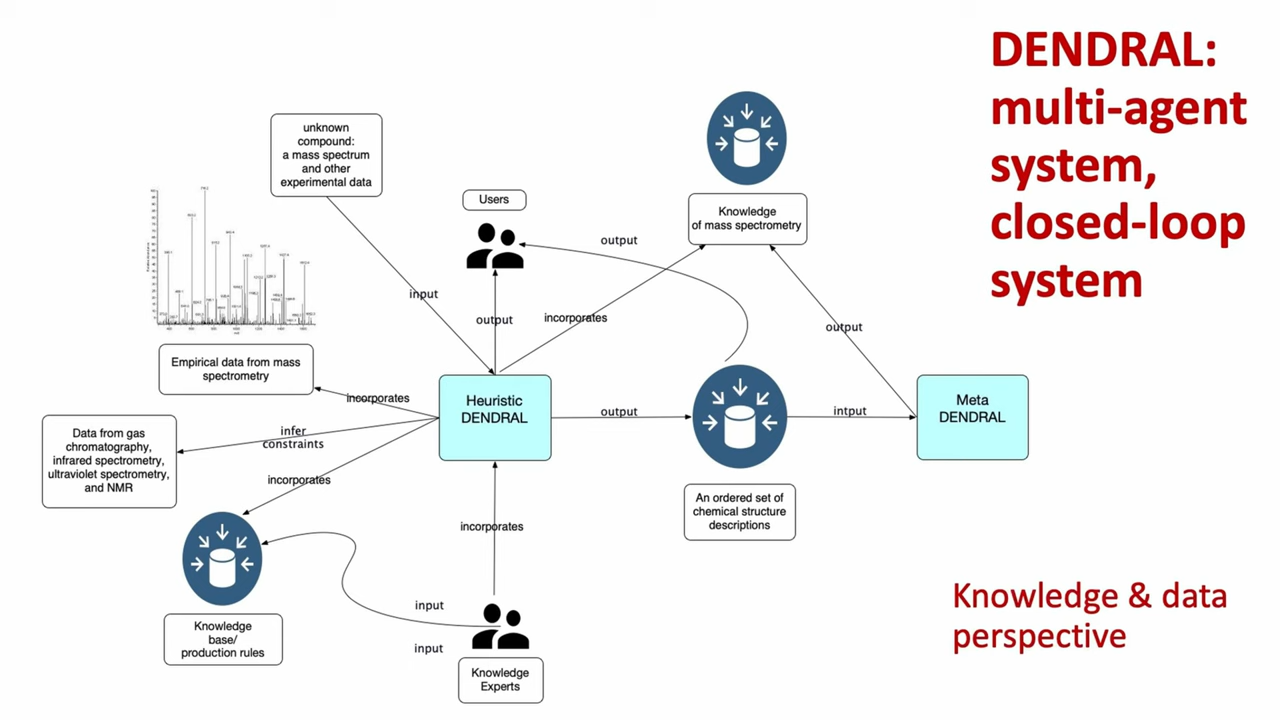 DENDRAL:
multi-agent
system,
closed-loop
system
unknown
compound:
a mass spectrum
and other
experimental data
Users
Knowledge
of mass spectrometry
output
input
output
incorporates
output
Empirical data from mass
spectrometry
incorporates
Heuristic
DENDRAL
output
intput
Meta
DENDRAL
Data from gas
chromatography,
infrared spectrometry,
ultraviolet spectrometry,
and NMR
infer
constraints
incorporates
An ordered set of
chemical structure
descriptions
incorporates
Knowledge
base/
production rules
input
input
Knowledge
Experts
Knowledge & data
perspective